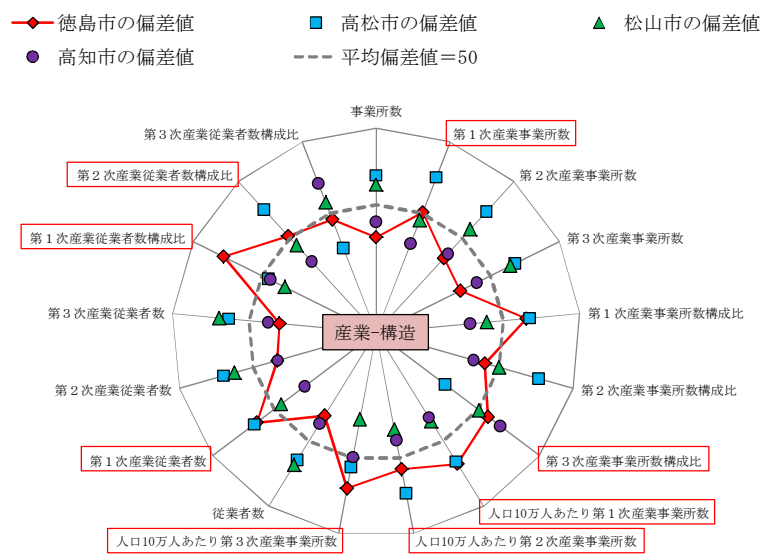 徳島市の偏差値
高松市の偏差値
松山市の偏差値
高知市の偏差値
平均偏差値＝50
事業所数
第１次産業事業所数
第２次産業事業所数
第３次産業事業所数
第１次産業事業所数構成比
第２次産業事業所数構成比
第３次産業事業所数構成比
人口10万人あたり第１次産業事業所数
人口10万人あたり第２次産業事業所数
人口10万人あたり第３次産業事業所数
従業者数
第１次産業従業者数
第２次産業従業者数
第３次産業従業者数
第１次産業従業者数構成比
第２次産業従業者数構成比
第３次産業従業者数構成比
産業−構造